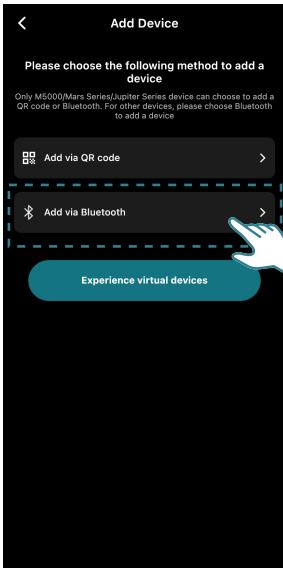 Add Device
Please choose the following method to add a
device
Only M5000/Mars Series/Jupiter Series device can choose to add a
QR code or Bluetooth. For other devices, please choose Bluetooth
to add a device
Add via QR code
Add via Bluetooth
Experience virtual devices